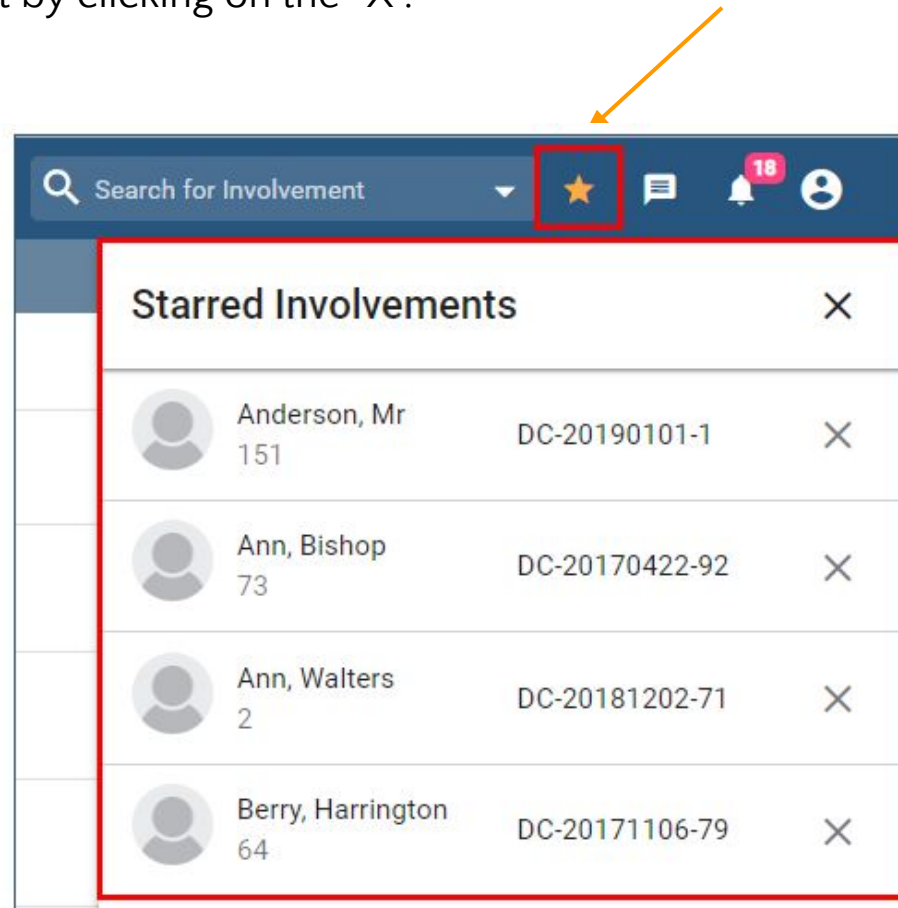 t by clicking on the "X".
Search for Involvement
18
Starred Involvements
Anderson, Mr
151
DC-20190101-1
Ann, Bishop
73
DC-20170422-92
Ann, Walters
2
DC-20181202-71
Berry, Harrington
64
DC-20171106-79